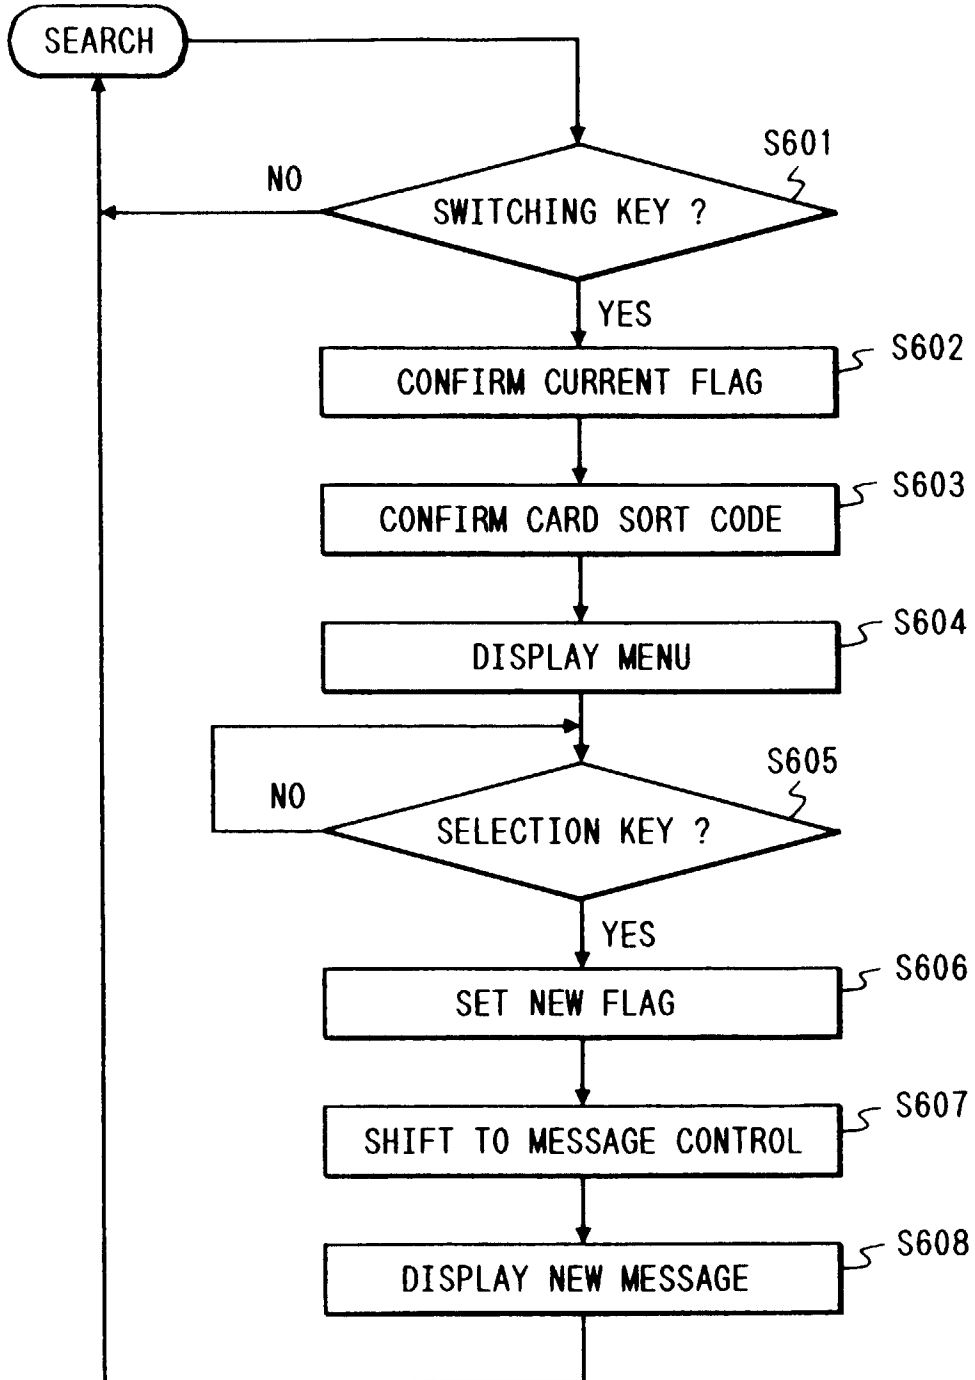 SEARCH
S601
NO
SWITCHING KEY ?
YES
S602
CONFIRM CURRENT FLAG
S603
CONFIRM CARD SORT CODE
S604
DISPLAY MENU
S605
NO
SELECTION KEY ?
YES
S606
SET NEW FLAG
S607
SHIFT TO MESSAGE CONTROL
S608
DISPLAY NEW MESSAGE